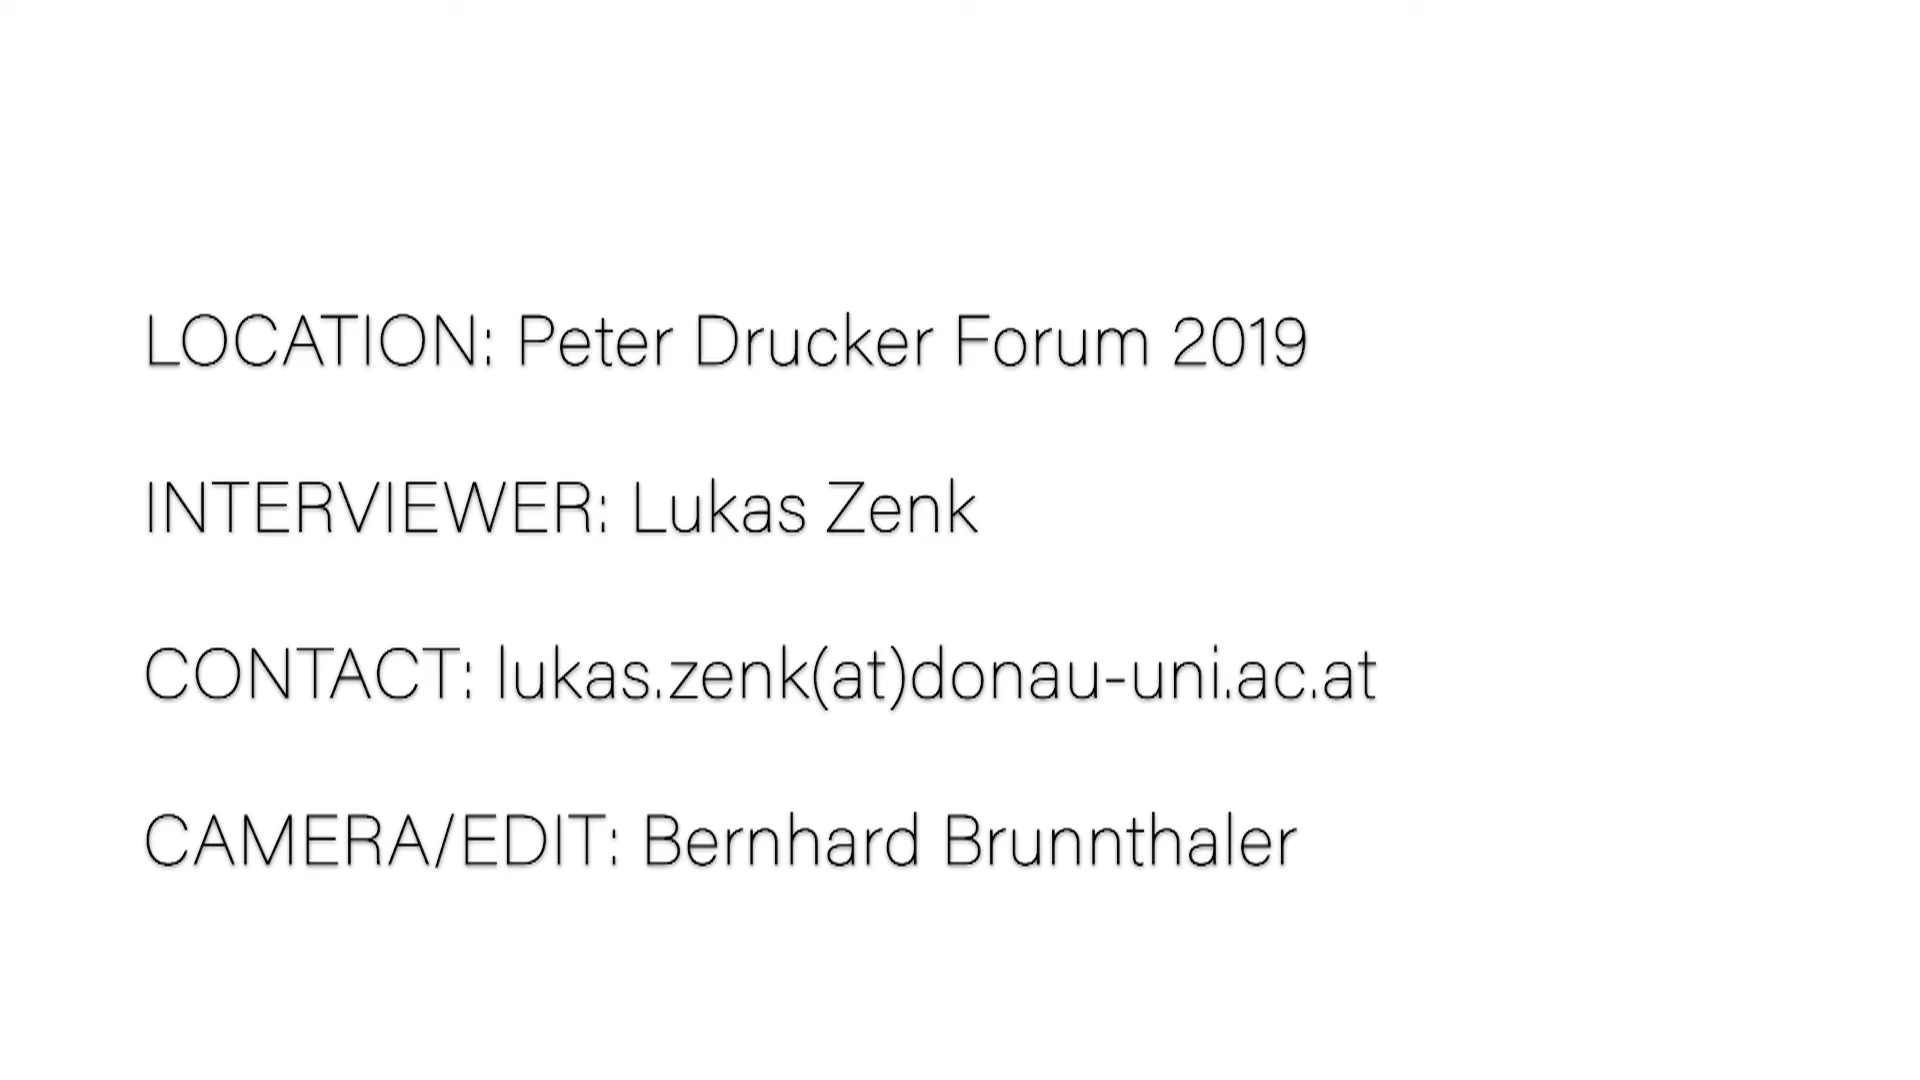 LOCATION: Peter Drucker Forum 2019
INTERVIEWER: Lukas Zenk
CONTACT: lukas.zenk(at)donau-uni.ac.at
CAMERA/EDIT: Bernhard Brunnthaler